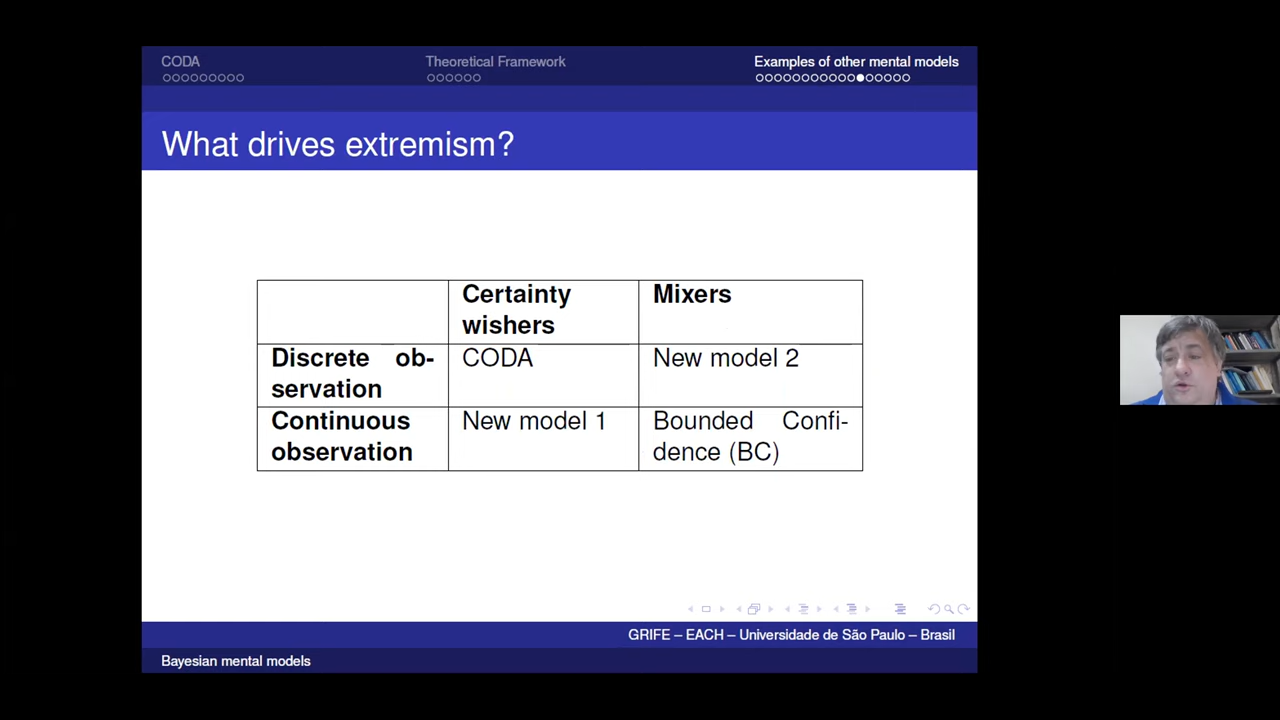 CODA
Theoretical Framework
Examples of other mental models
What drives extremism?
Certainty
wishers
Mixers
Discrete ob-
servation
CODA
New model 2
Continuous
observation
New model 1
Bounded Confi-
dence (BC)
GRIFE – EACH – Universidade de São Paulo – Brasil
Bayesian mental models